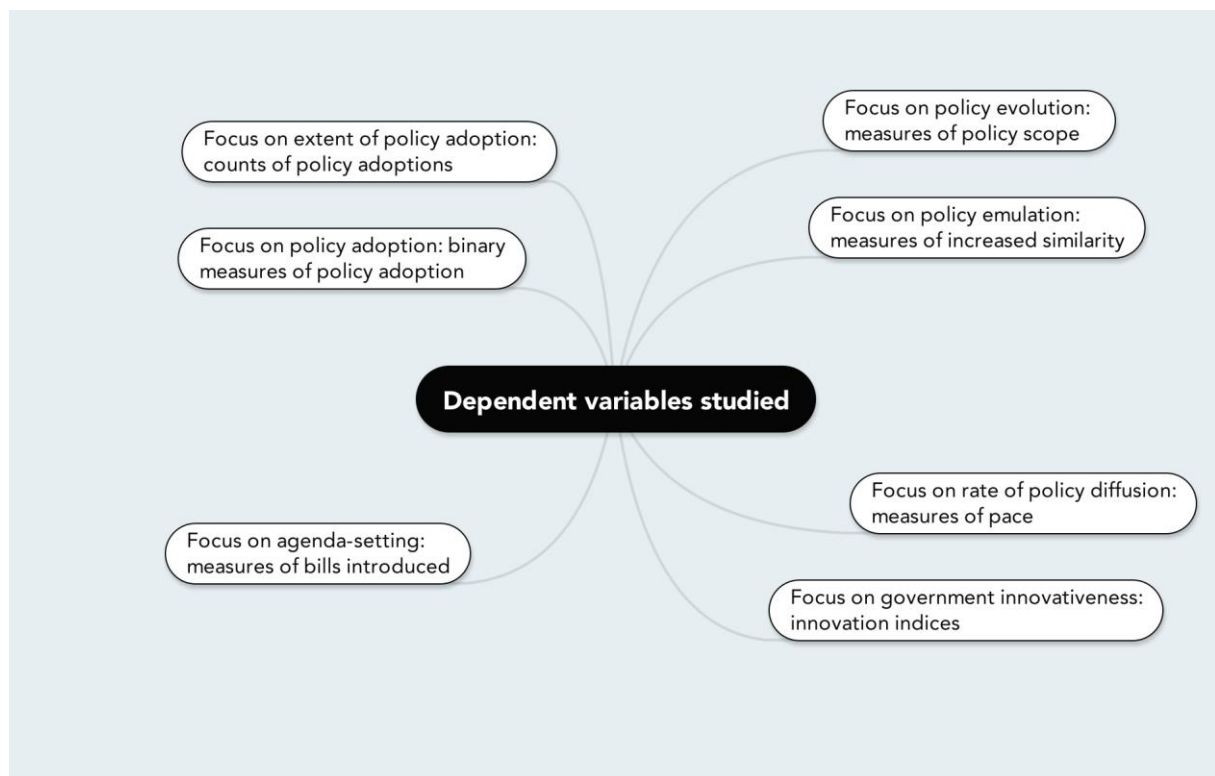 Focus on extent of policy adoption:
counts of policy adoptions
Focus on policy adoption: binary
measures of policy adoption
Focus on policy evolution:
measures of policy scope
Focus on policy emulation:
measures of increased similarity
Dependent variables studied
Focus on agenda-setting:
measures of bills introduced
Focus on rate of policy diffusion:
measures of pace
Focus on government innovativeness:
innovation indices